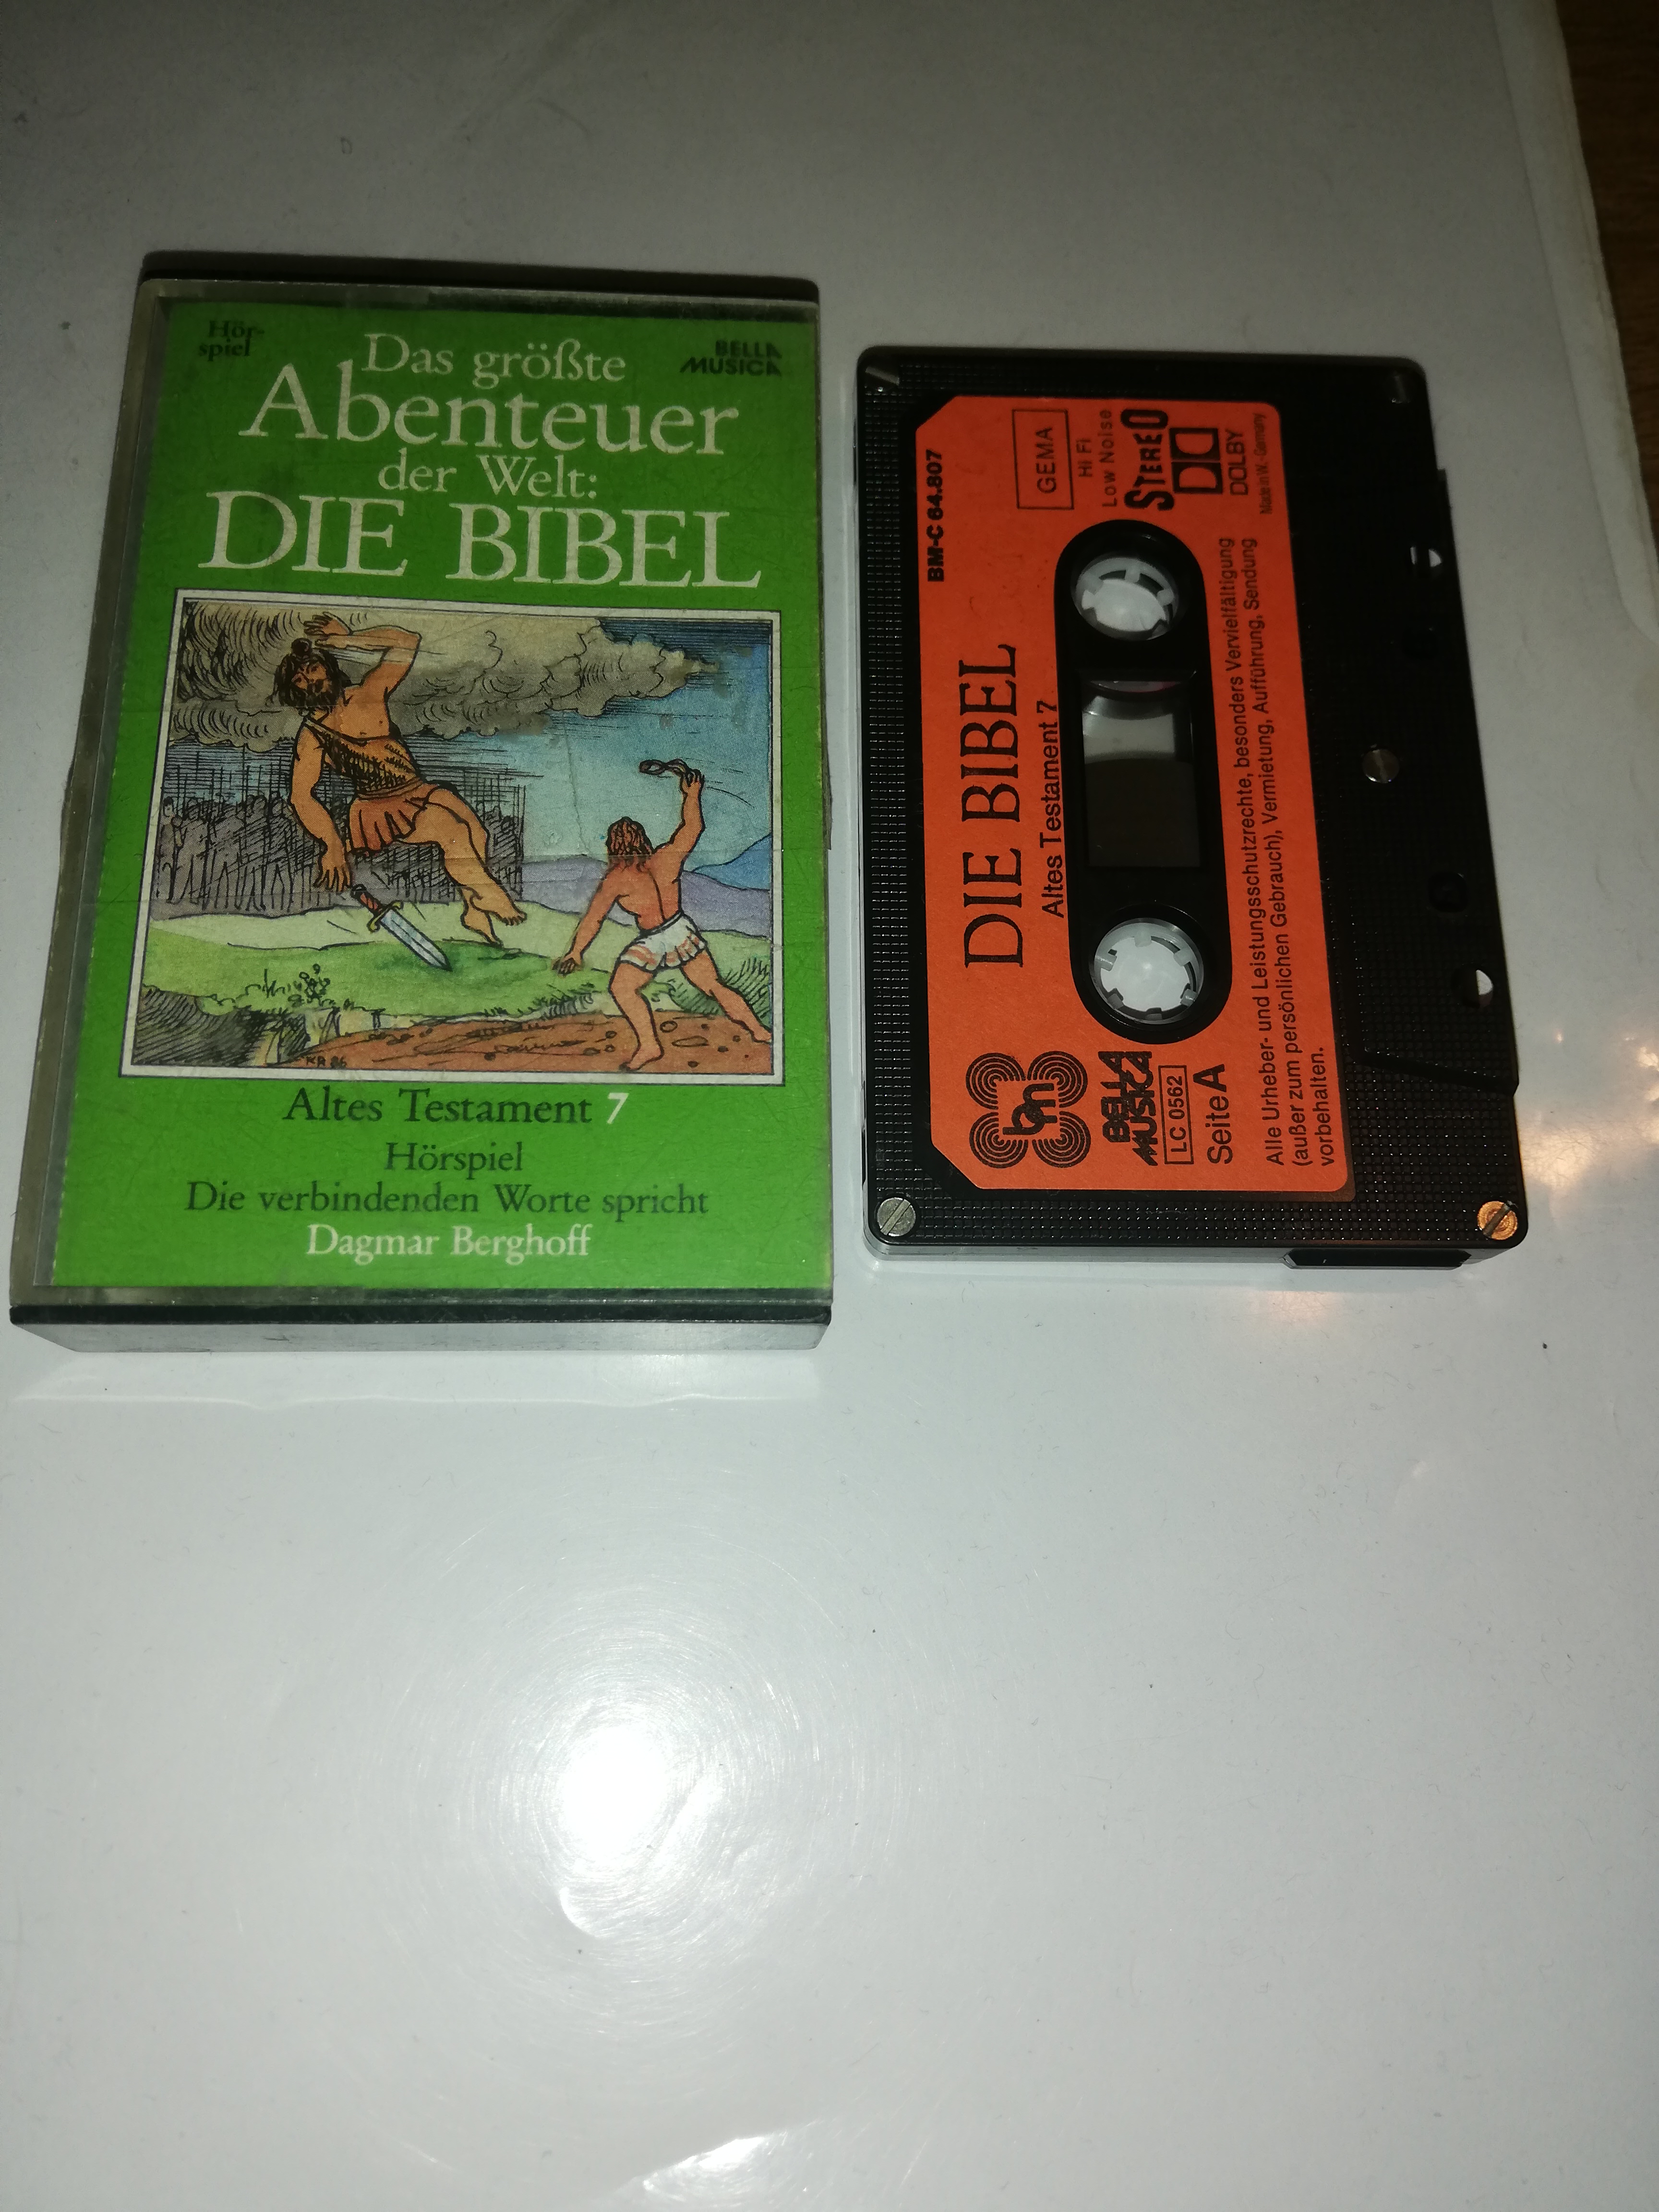 Hör-
spiel
BELLA
MUSICA
Das größte
Abenteuer
der Welt:
DIE BIBEL
KR 86
Altes Testament 7
Hörspiel
Die verbindenden Worte spricht
Dagmar Berghoff
BM-C 64.807
DIE BIBEL
Altes Testament 7
GEMA
Hi Fi
Low Noise
STEREO
DOLBY
Made in W.-Germany
bm
BELLA
MUSICA
LC 0562
Seite A
Alle Urheber- und Leistungsschutzrechte, besonders Vervielfältigung
(außer zum persönlichen Gebrauch), Vermietung, Aufführung, Sendung
vorbehalten.